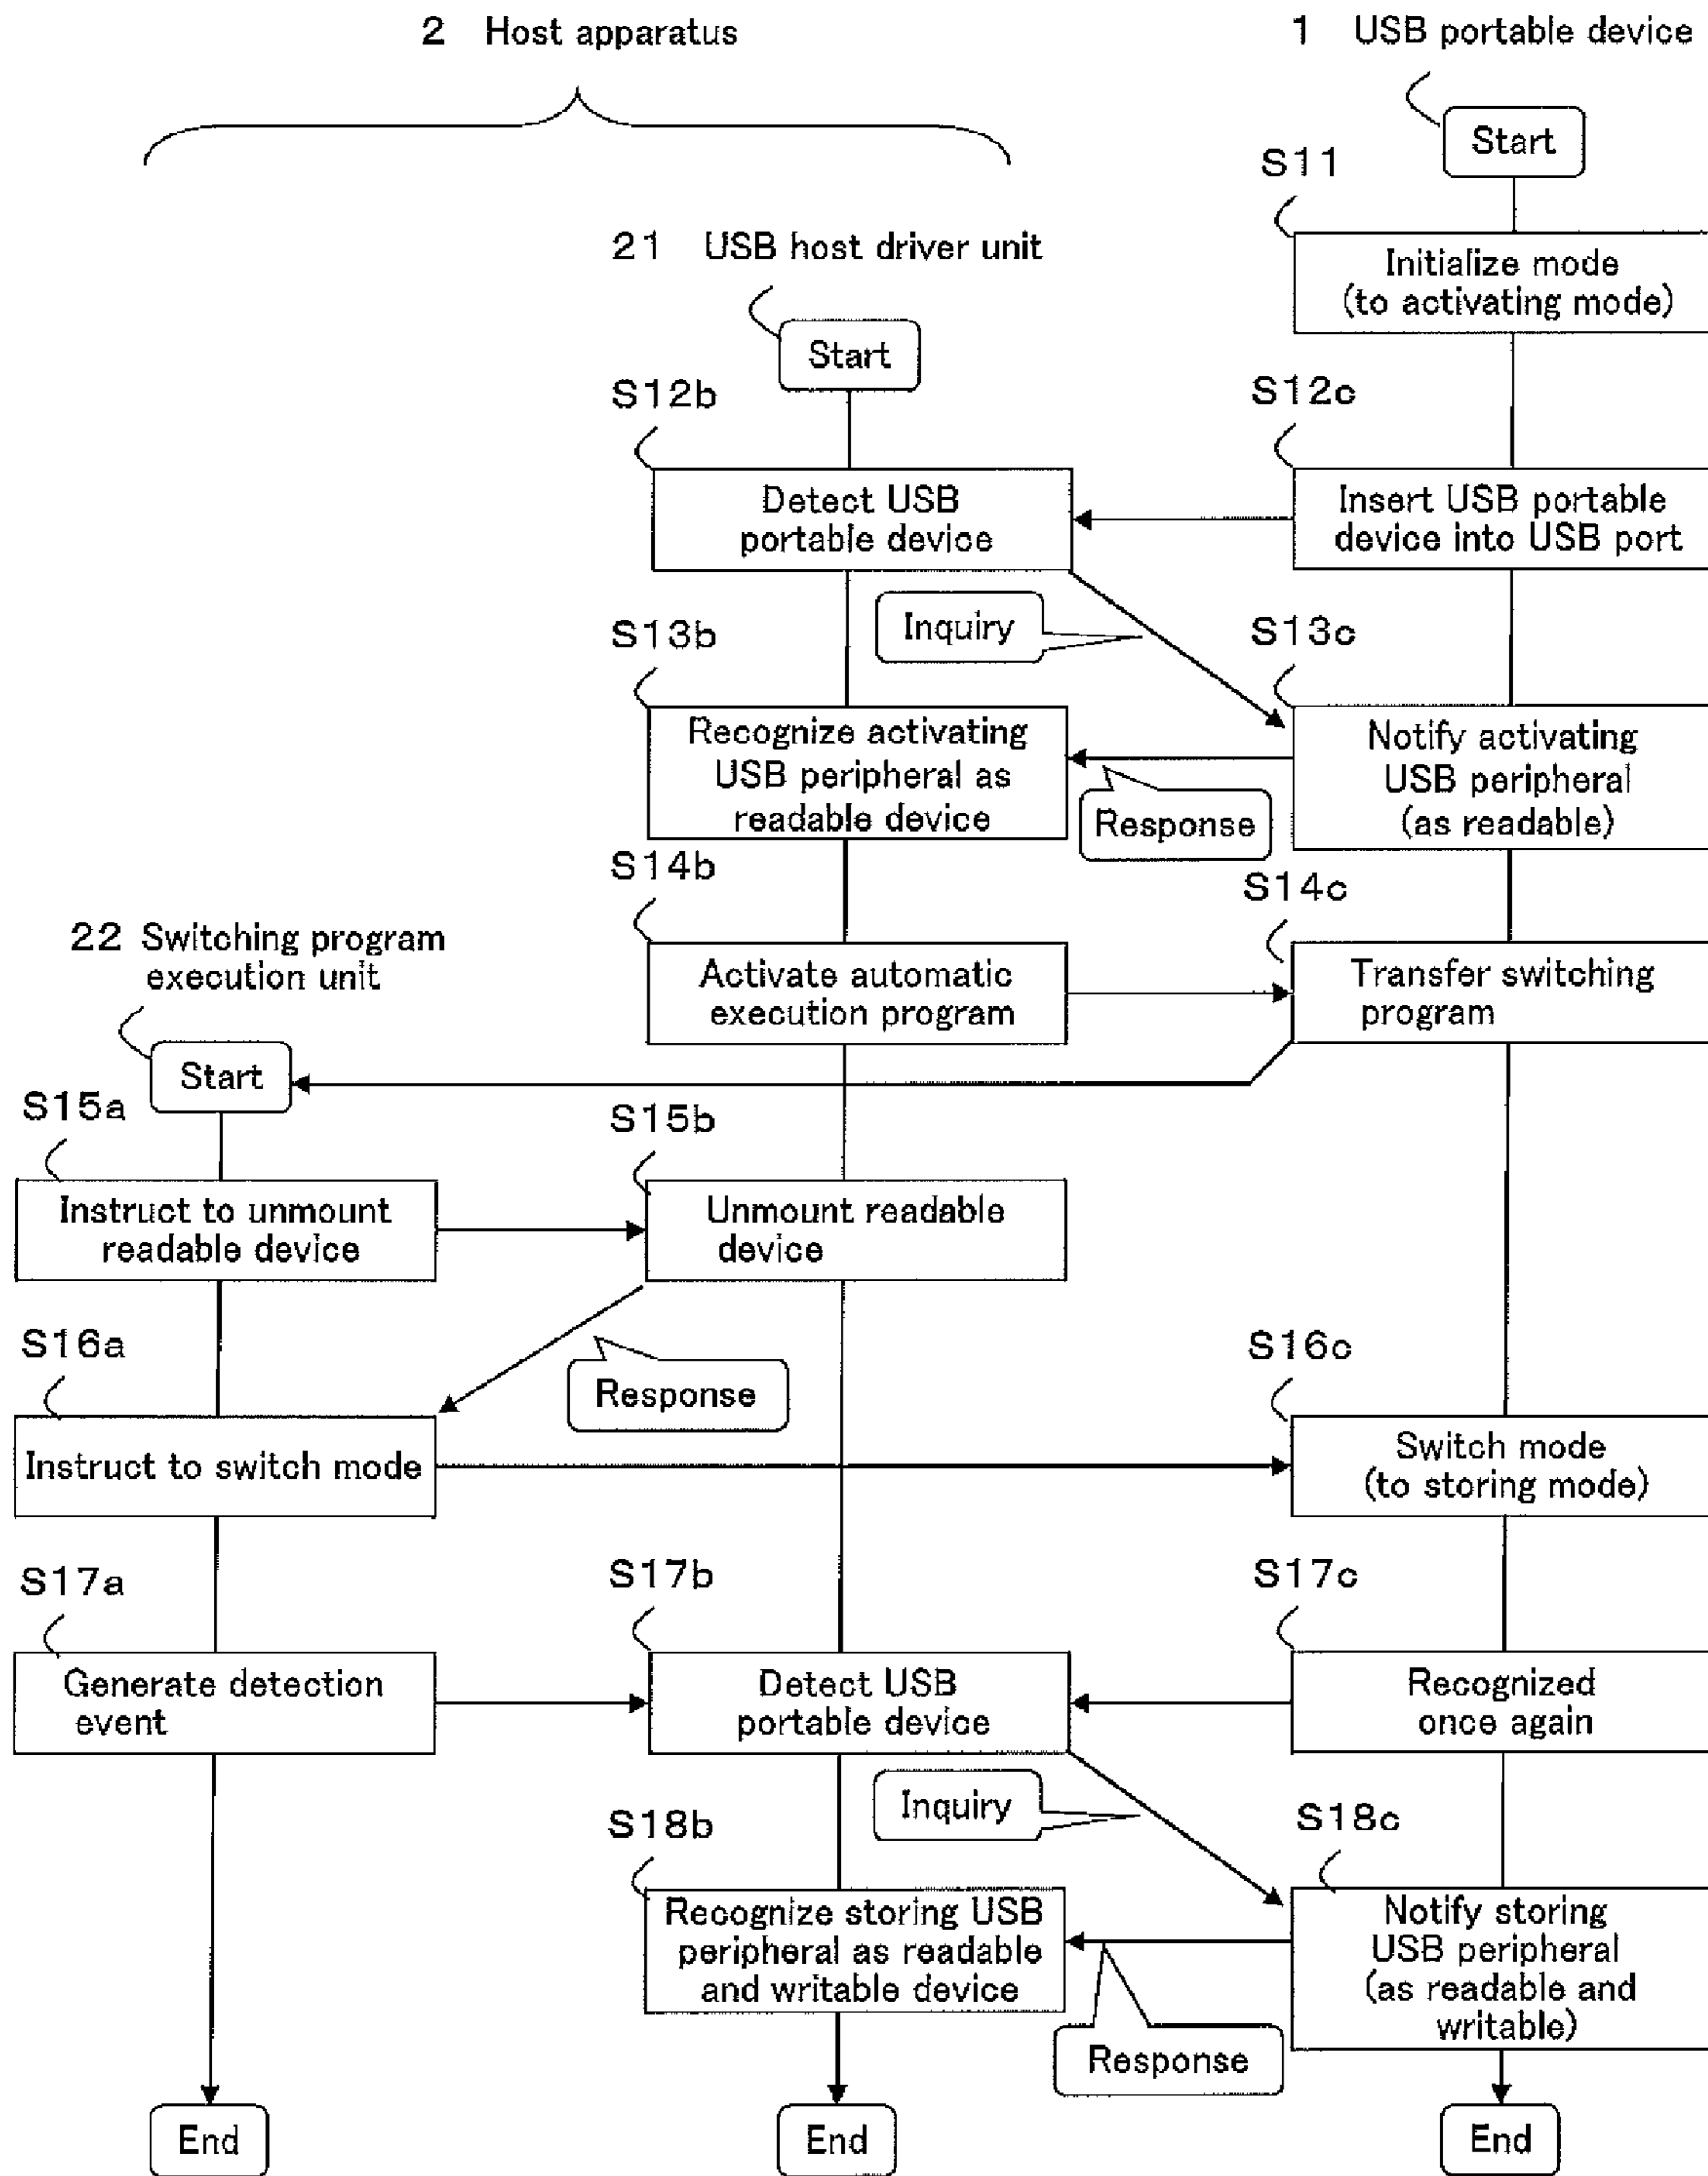 2 Host apparatus
1 USB portable device
Start
S11
Initialize mode
(to activating mode)
21 USB host driver unit
Start
S12b
S12c
Detect USB
portable device
Insert USB portable
device into USB port
Inquiry
S13b
S13c
Recognize activating
USB peripheral as
readable device
Notify activating
USB peripheral
(as readable)
Response
S14b
S14c
22 Switching program
execution unit
Activate automatic
execution program
Transfer switching
program
Start
S15a
S15b
Instruct to unmount
readable device
Unmount readable
device
S16a
S16c
Response
Instruct to switch mode
Switch mode
(to storing mode)
S17a
S17b
S17c
Generate detection
event
Detect USB
portable device
Recognized
once again
Inquiry
S18b
S18c
Recognize storing USB
peripheral as readable
and writable device
Notify storing
USB peripheral
(as readable and
writable)
Response
End
End
End